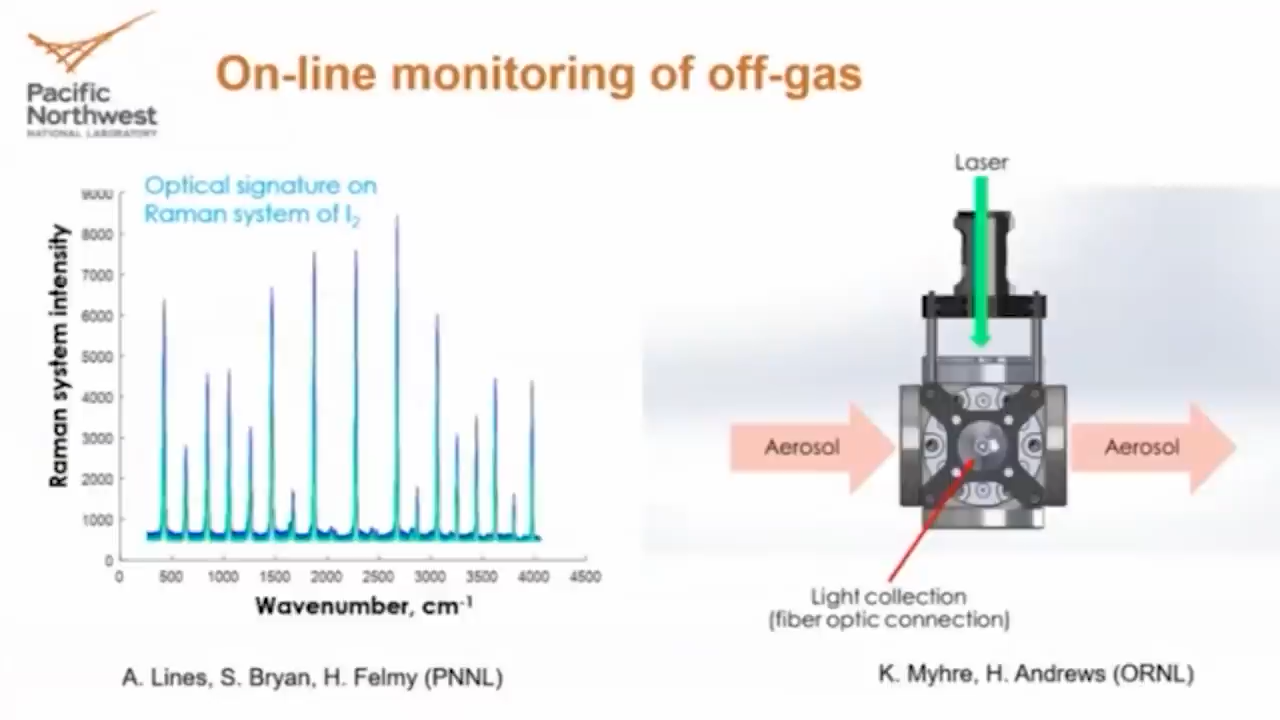 Pacific
Northwest
NATIONAL LABORATORY
On-line monitoring of off-gas
Optical signature on
Raman system of I₂
Raman system intensity
9000
8000
7000
6000
5000
4000
3000
2000
1000
0
0 500 1000 1500 2000 2500 3000 3500 4000 4500
Wavenumber, cm⁻¹
A. Lines, S. Bryan, H. Felmy (PNNL)
Laser
Aerosol
Aerosol
Light collection
(fiber optic connection)
K. Myhre, H. Andrews (ORNL)